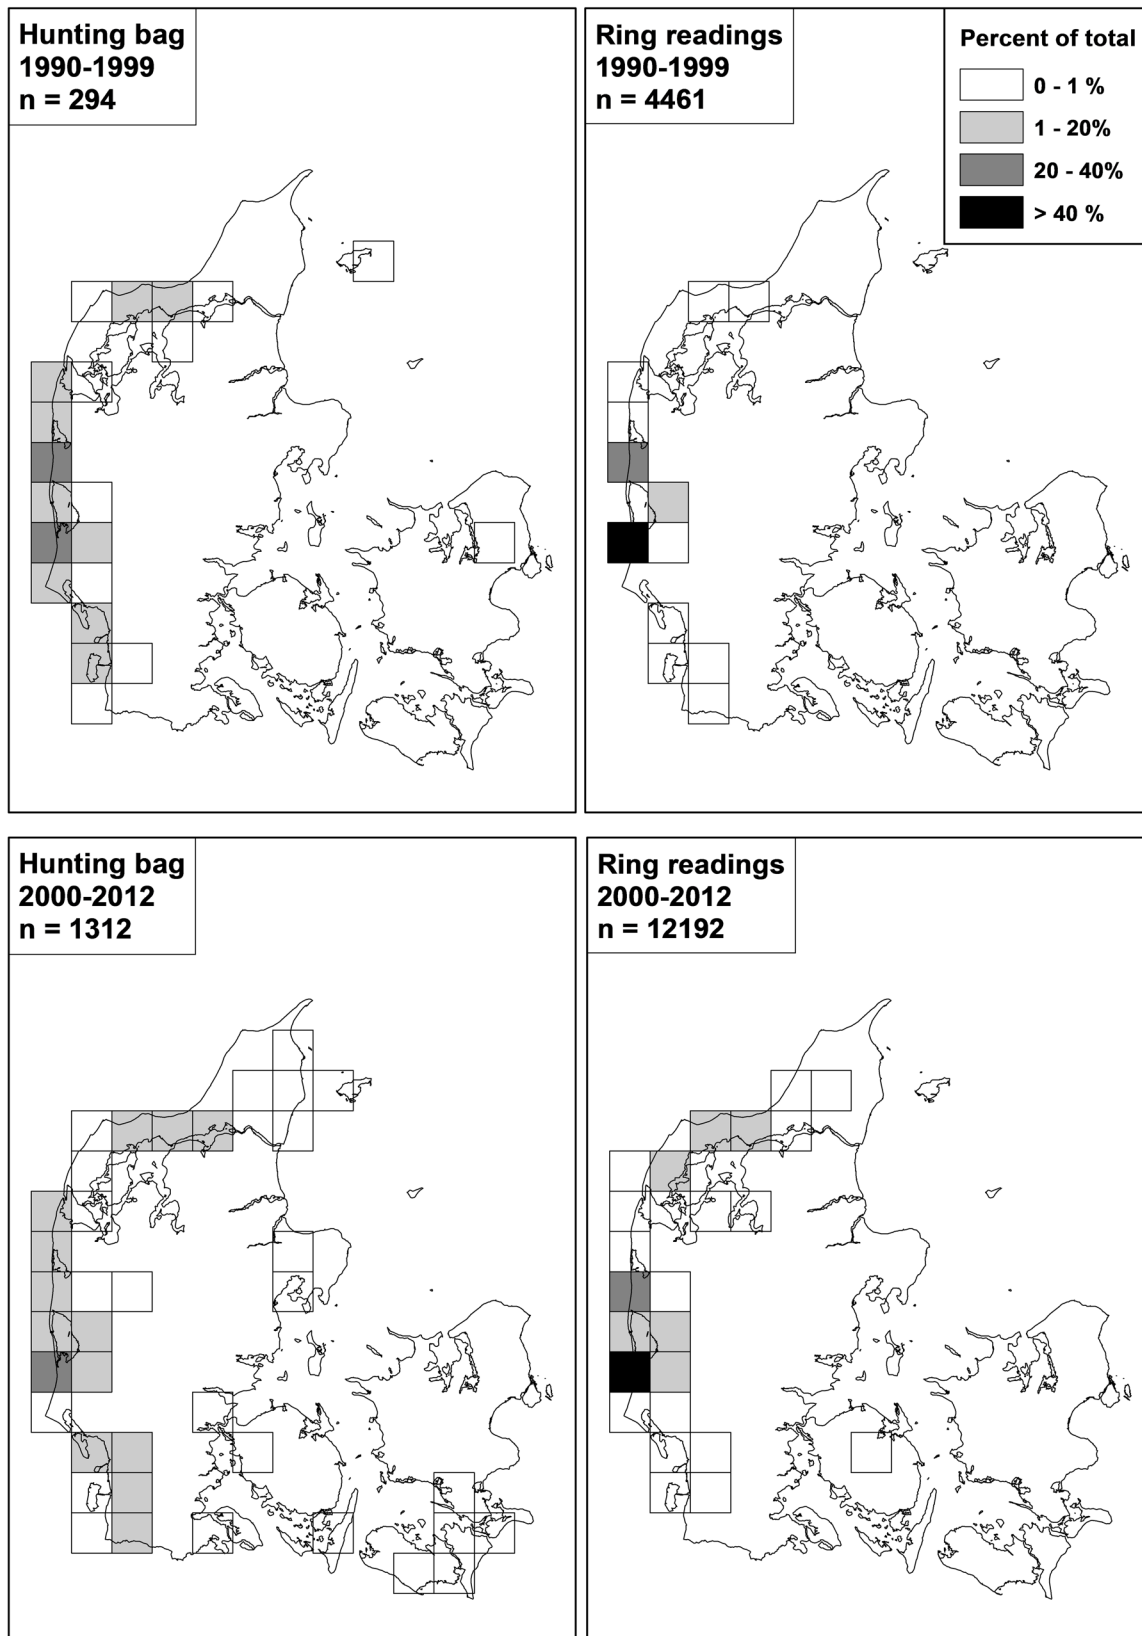 Hunting bag
1990-1999
n = 294
Ring readings
1990-1999
n = 4461
Percent of total
0 - 1 %
1 - 20%
20 - 40%
> 40 %
Hunting bag
2000-2012
n = 1312
Ring readings
2000-2012
n = 12192